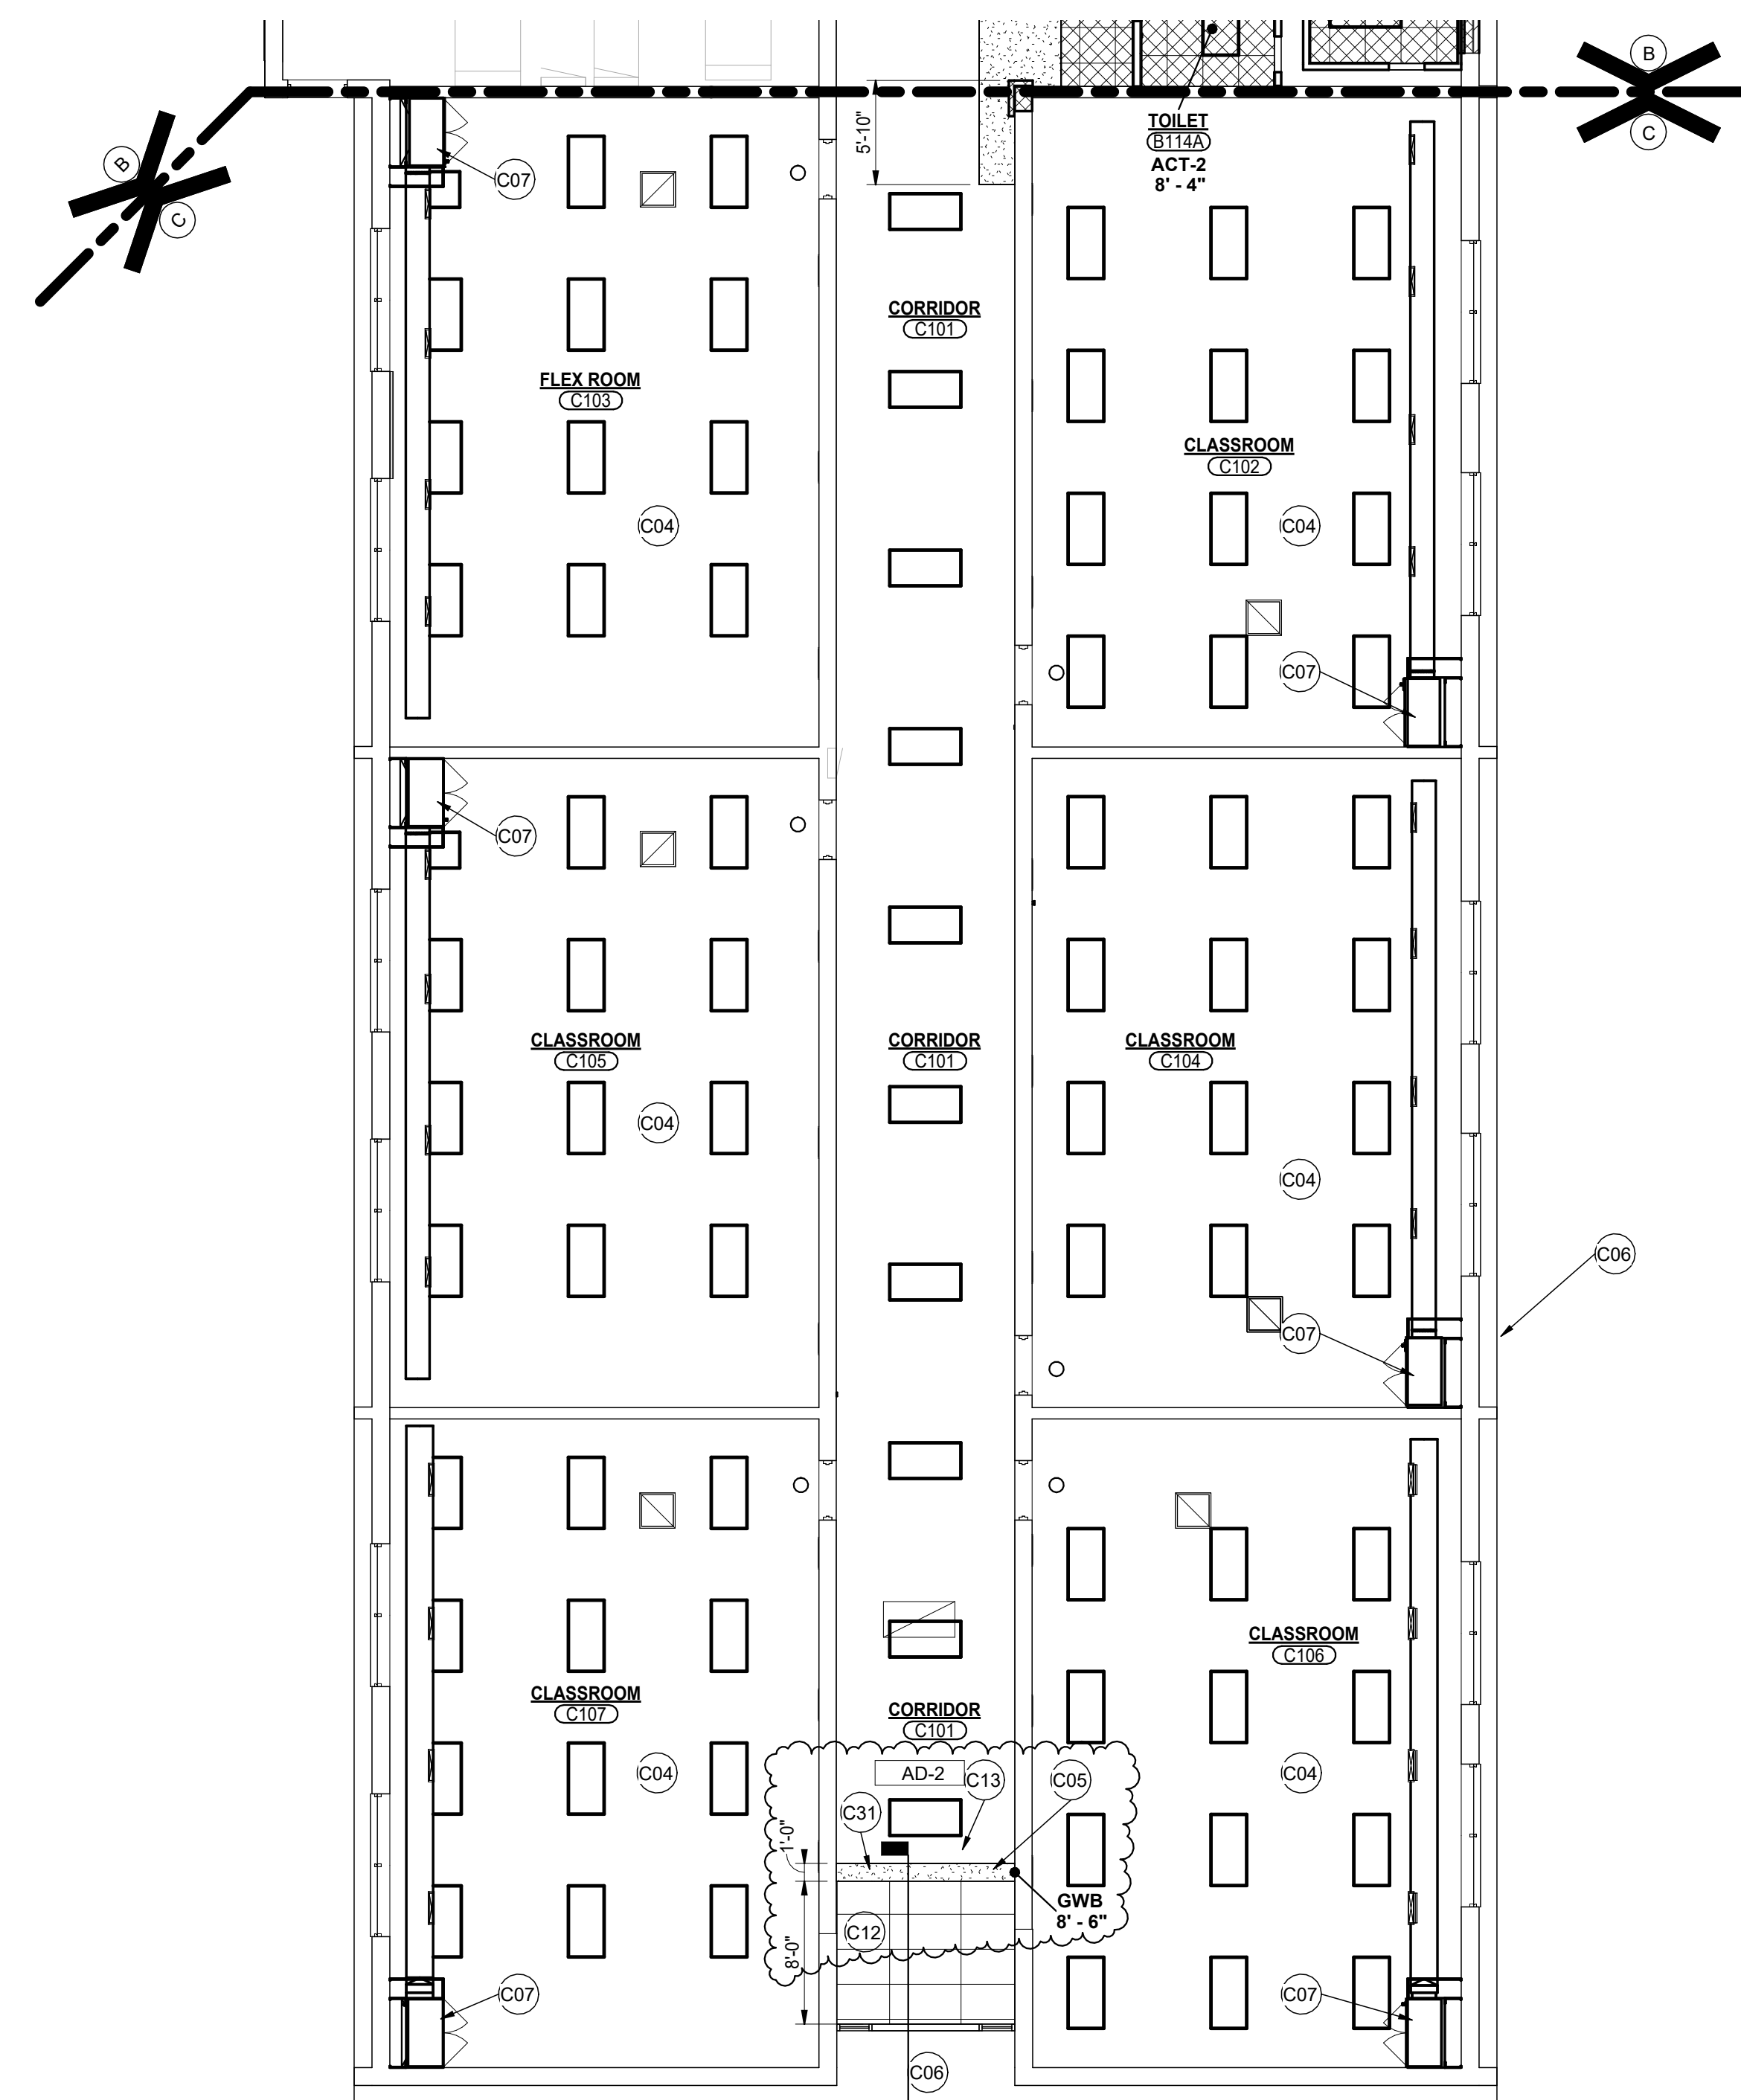 B
C
B
C
TOILET
B114A
ACT-2
8' - 4"
5'-10"
C07
CORRIDOR
C101
FLEX ROOM
C103
CLASSROOM
C102
C04
C04
C07
C07
CLASSROOM
C105
CORRIDOR
C101
CLASSROOM
C104
C04
C04
C06
C07
CLASSROOM
C106
CLASSROOM
C107
CORRIDOR
C101
C04
AD-2
C13
C05
C04
C31
1'-0"
GWB
8' - 6"
C12
8'-0"
C07
C07
C06